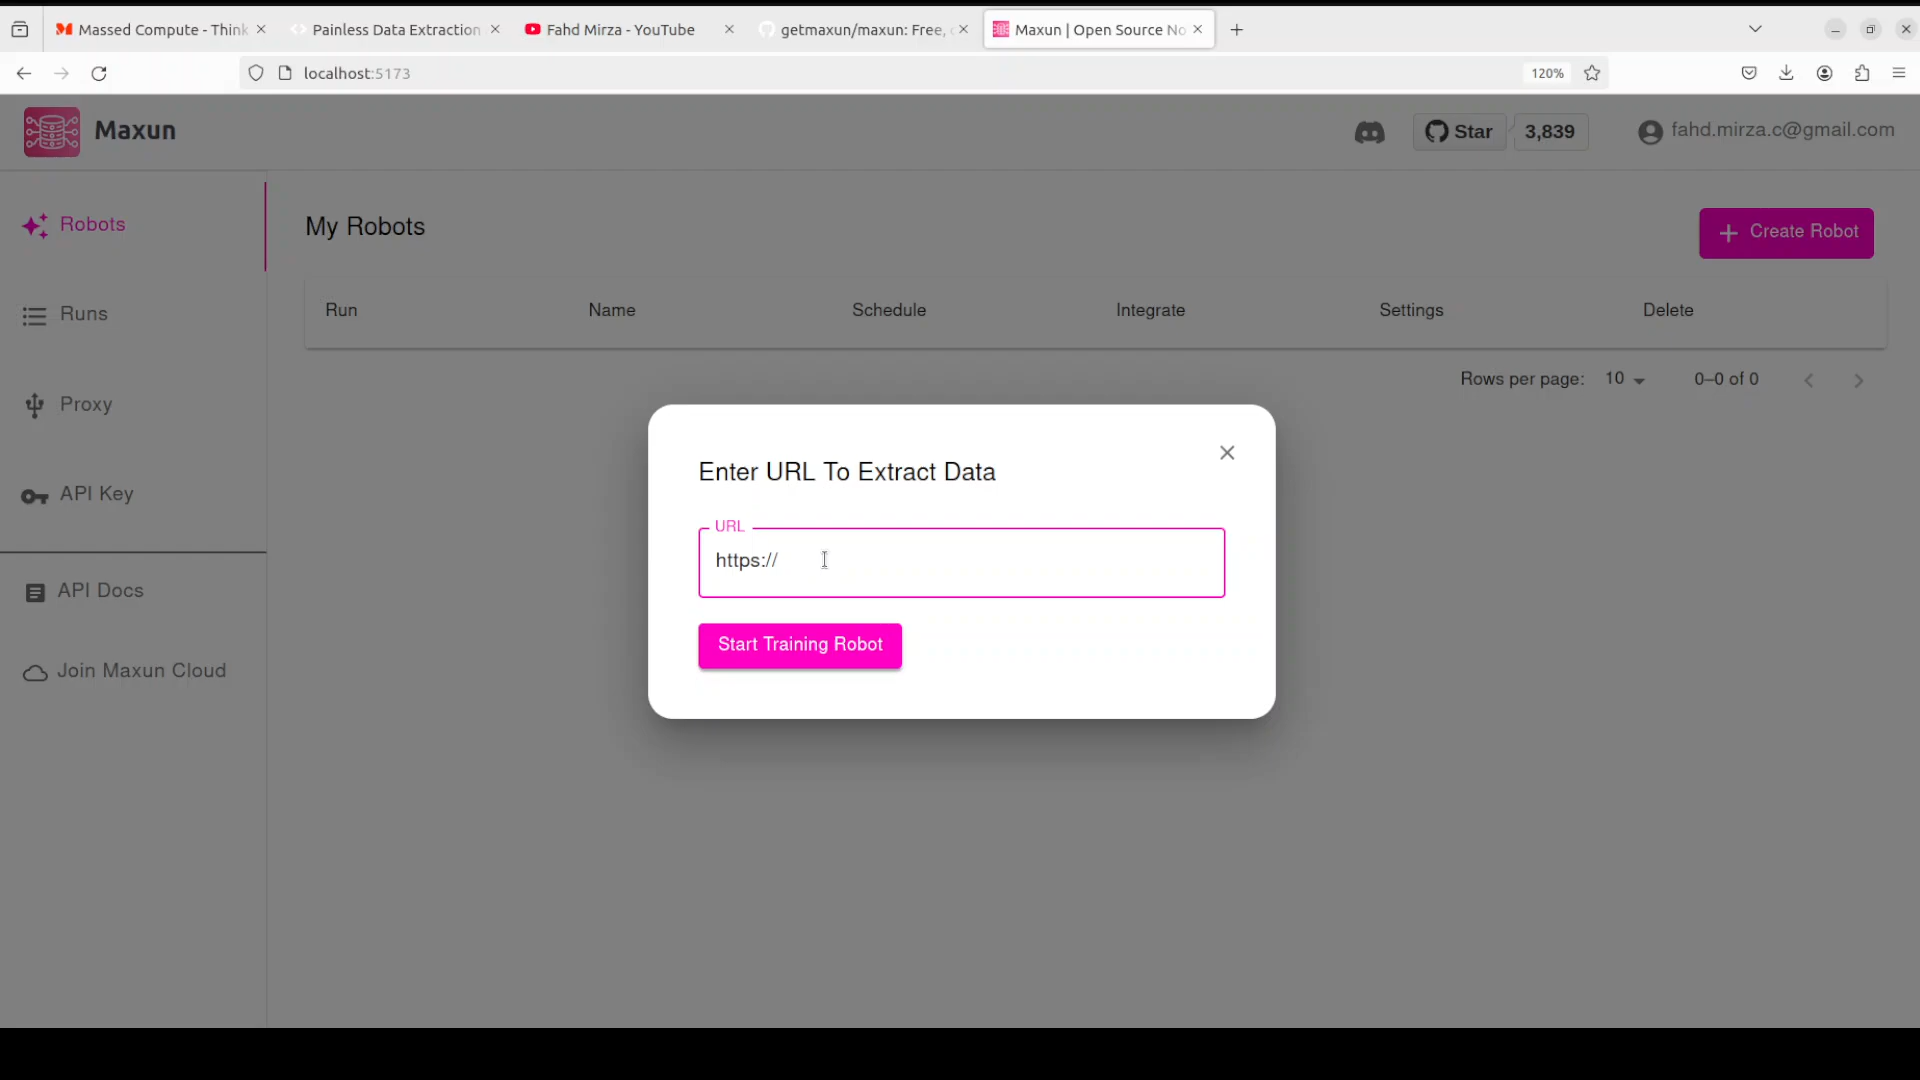 Massed Compute - Think
Painless Data Extraction
Fahd Mirza - YouTube
getmaxun/maxun: Free,
Maxun | Open Source No
localhost:5173
120%
Maxun
Star
3,839
fahd.mirza.c@gmail.com
Robots
Runs
Proxy
API Key
API Docs
Join Maxun Cloud
My Robots
Create Robot
Run
Name
Schedule
Integrate
Settings
Delete
Rows per page:
10
0–0 of 0
Enter URL To Extract Data
URL
https://
Start Training Robot